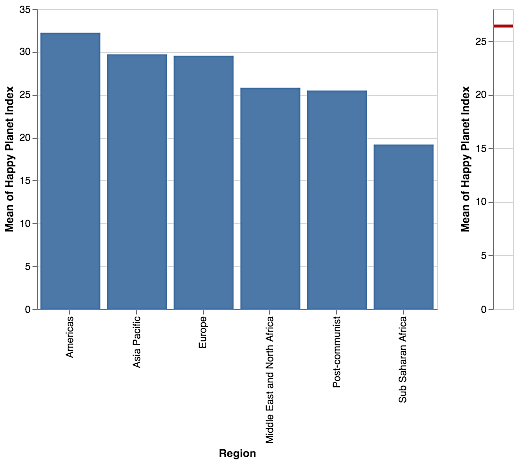 Mean of Happy Planet Index
35
30
25
20
15
10
5
0
Americas
Asia Pacific
Europe
Middle East and North Africa
Post-communist
Sub Saharan Africa
Region
Mean of Happy Planet Index
25
20
15
10
5
0